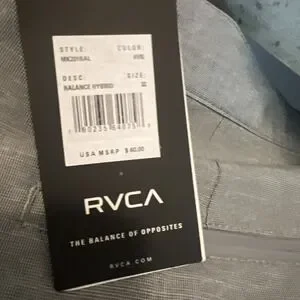 STYLE: COLOR:
DESC: SIZE:
BALANCE HYBRID
USA MSRP $ 60.00
RVCA
THE BALANCE OF OPPOSITES
RVCA.COM